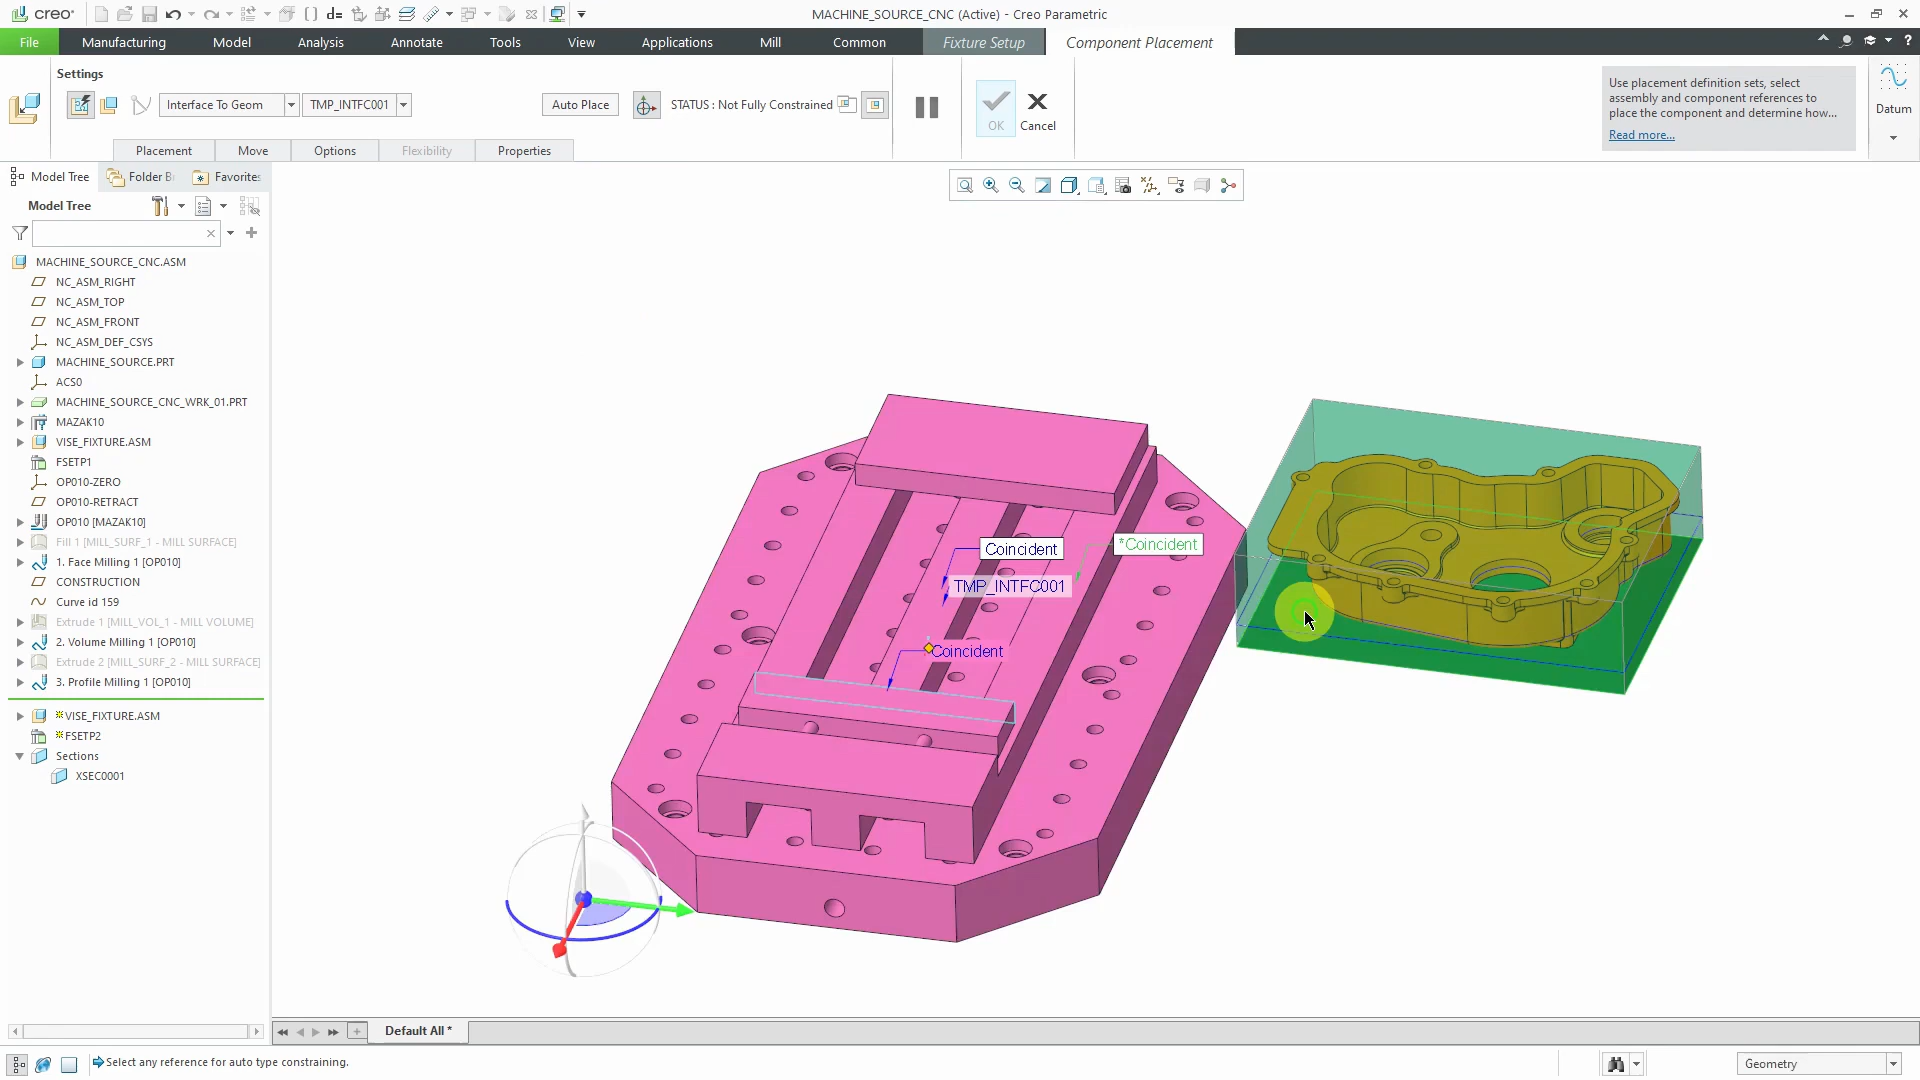 creo®
MACHINE_SOURCE_CNC (Active) - Creo Parametric
File
Manufacturing
Model
Analysis
Annotate
Tools
View
Applications
Mill
Common
Fixture Setup
Component Placement
Settings
Interface To Geom
TMP_INTFC001
Auto Place
STATUS : Not Fully Constrained
OK
Cancel
Use placement definition sets, select
assembly and component references to
place the component and determine how...
Read more...
Datum
Placement
Move
Options
Flexibility
Properties
Model Tree
Folder B
Favorites
Model Tree
MACHINE_SOURCE_CNC.ASM
NC_ASM_RIGHT
NC_ASM_TOP
NC_ASM_FRONT
NC_ASM_DEF_CSYS
MACHINE_SOURCE.PRT
ACS0
MACHINE_SOURCE_CNC_WRK_01.PRT
MAZAK10
VISE_FIXTURE.ASM
FSETP1
OP010-ZERO
OP010-RETRACT
OP010 [MAZAK10]
Fill 1 [MILL_SURF_1 - MILL SURFACE]
1. Face Milling 1 [OP010]
CONSTRUCTION
Curve id 159
Extrude 1 [MILL_VOL_1 - MILL VOLUME]
2. Volume Milling 1 [OP010]
Extrude 2 [MILL_SURF_2 - MILL SURFACE]
3. Profile Milling 1 [OP010]
VISE_FIXTURE.ASM
FSETP2
Sections
XSEC0001
Coincident
*Coincident
TMP_INTFC001
Coincident
Default All *
Select any reference for auto type constraining.
Geometry